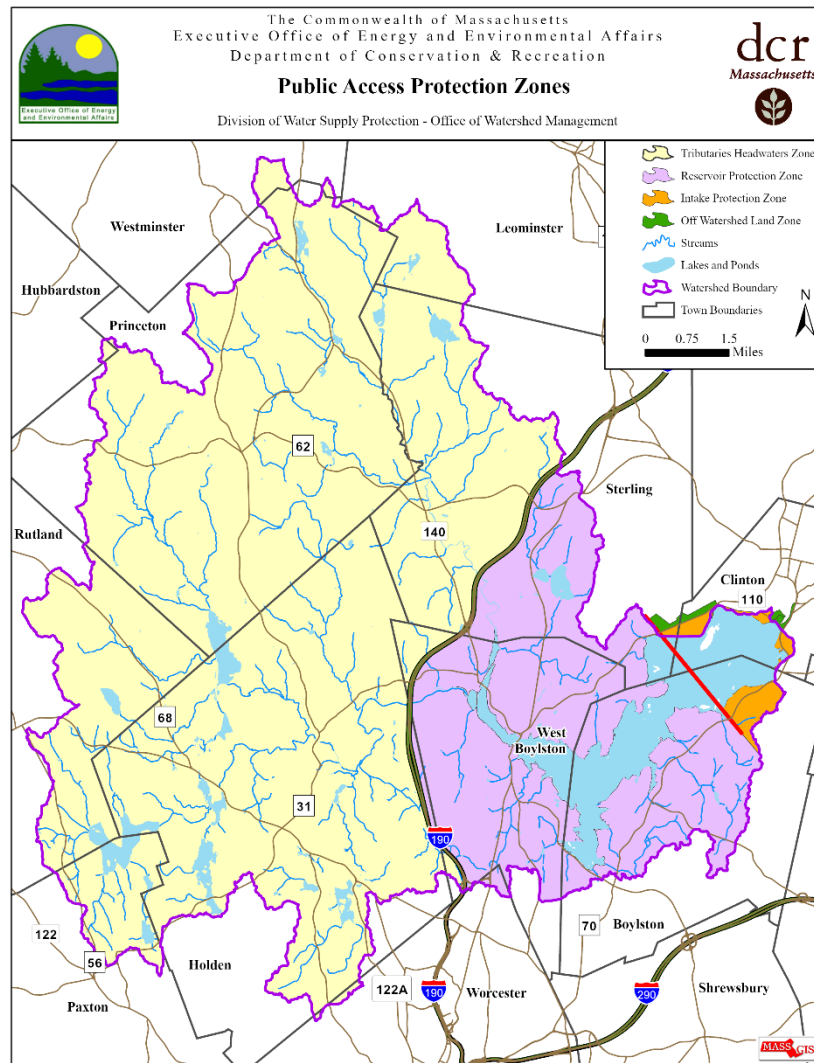 The Commonwealth of Massachusetts
Executive Office of Energy and Environmental Affairs
Department of Conservation & Recreation
Public Access Protection Zones
Division of Water Supply Protection - Office of Watershed Management
Executive Office of Energy
and Environmental Affairs
dcr
Massachusetts
Tributaries Headwaters Zone
Reservoir Protection Zone
Intake Protection Zone
Off Watershed Land Zone
Streams
Lakes and Ponds
Watershed Boundary
Town Boundaries
N
0 0.75 1.5
Miles
Westminster
Leominster
Hubbardston
Princeton
62
Sterling
Rutland
140
Clinton
110
68
West
Boylston
31
190
122
70
Boylston
56
Holden
122A
190
Worcester
290
Shrewsbury
Paxton
MASS GIS